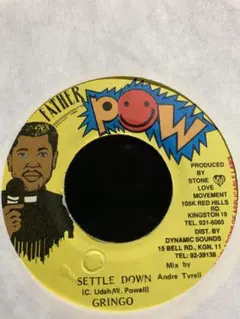 FATHER
POW
PRODUCED
BY
STONE
LOVE
MOVEMENT
105K RED HILLS
RD.
KINGSTON 19
TEL. 931-6065
DIST. BY
DYNAMIC SOUNDS
15 BELL RD. KGN. 11
TEL: 92-39138
Mix by
Andre Tyrell
SETTLE DOWN
(C. Udah/W. Powell)
GRINGO